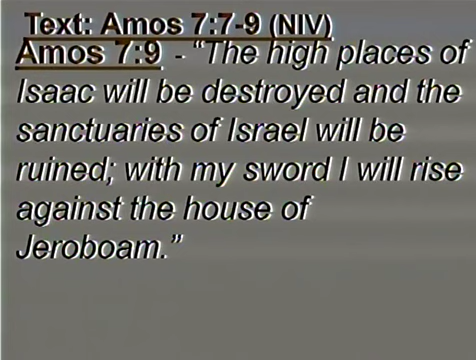 Text: Amos 7:7-9 (NIV)
Amos 7:9 - “The high places of
Isaac will be destroyed and the
sanctuaries of Israel will be
ruined; with my sword I will rise
against the house of
Jeroboam.”